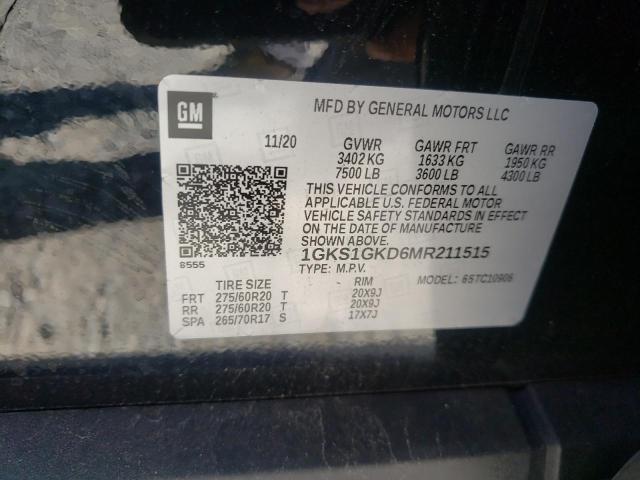 GM
MFD BY GENERAL MOTORS LLC
11/20 GVWR GAWR FRT GAWR RR
3402 KG 1633 KG 1950 KG
7500 LB 3600 LB 4300 LB
THIS VEHICLE CONFORMS TO ALL
APPLICABLE U.S. FEDERAL MOTOR
VEHICLE SAFETY STANDARDS IN EFFECT
ON THE DATE OF MANUFACTURE
SHOWN ABOVE.
1GKS1GKD6MR211515
6555
TYPE: M.P.V. MODEL: 6STC10906
TIRE SIZE RIM
FRT 275/60R20 T 20X9J
RR 275/60R20 T 20X9J
SPA 265/70R17 S 17X7J